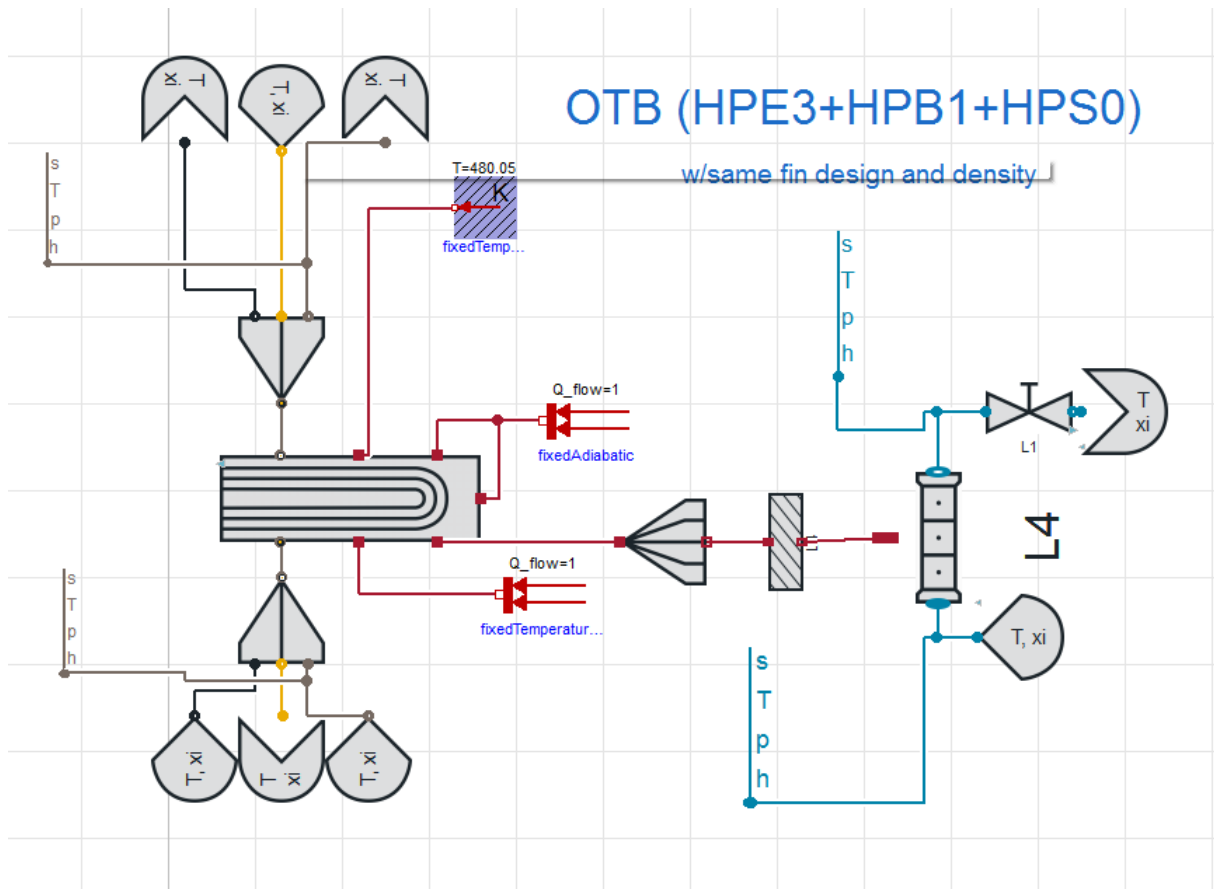 T
xi
T, xi
T
xi
OTB (HPE3+HPB1+HPS0)
w/same fin design and density
s
T
p
h
T=480.05
K
fixedTemp...
s
T
p
h
Q_flow=1
fixedAdiabatic
T
xi
L1
L4
Q_flow=1
fixedTemperatur...
s
T
p
h
T, xi
s
T
p
h
T, xi
T
xi
T, xi